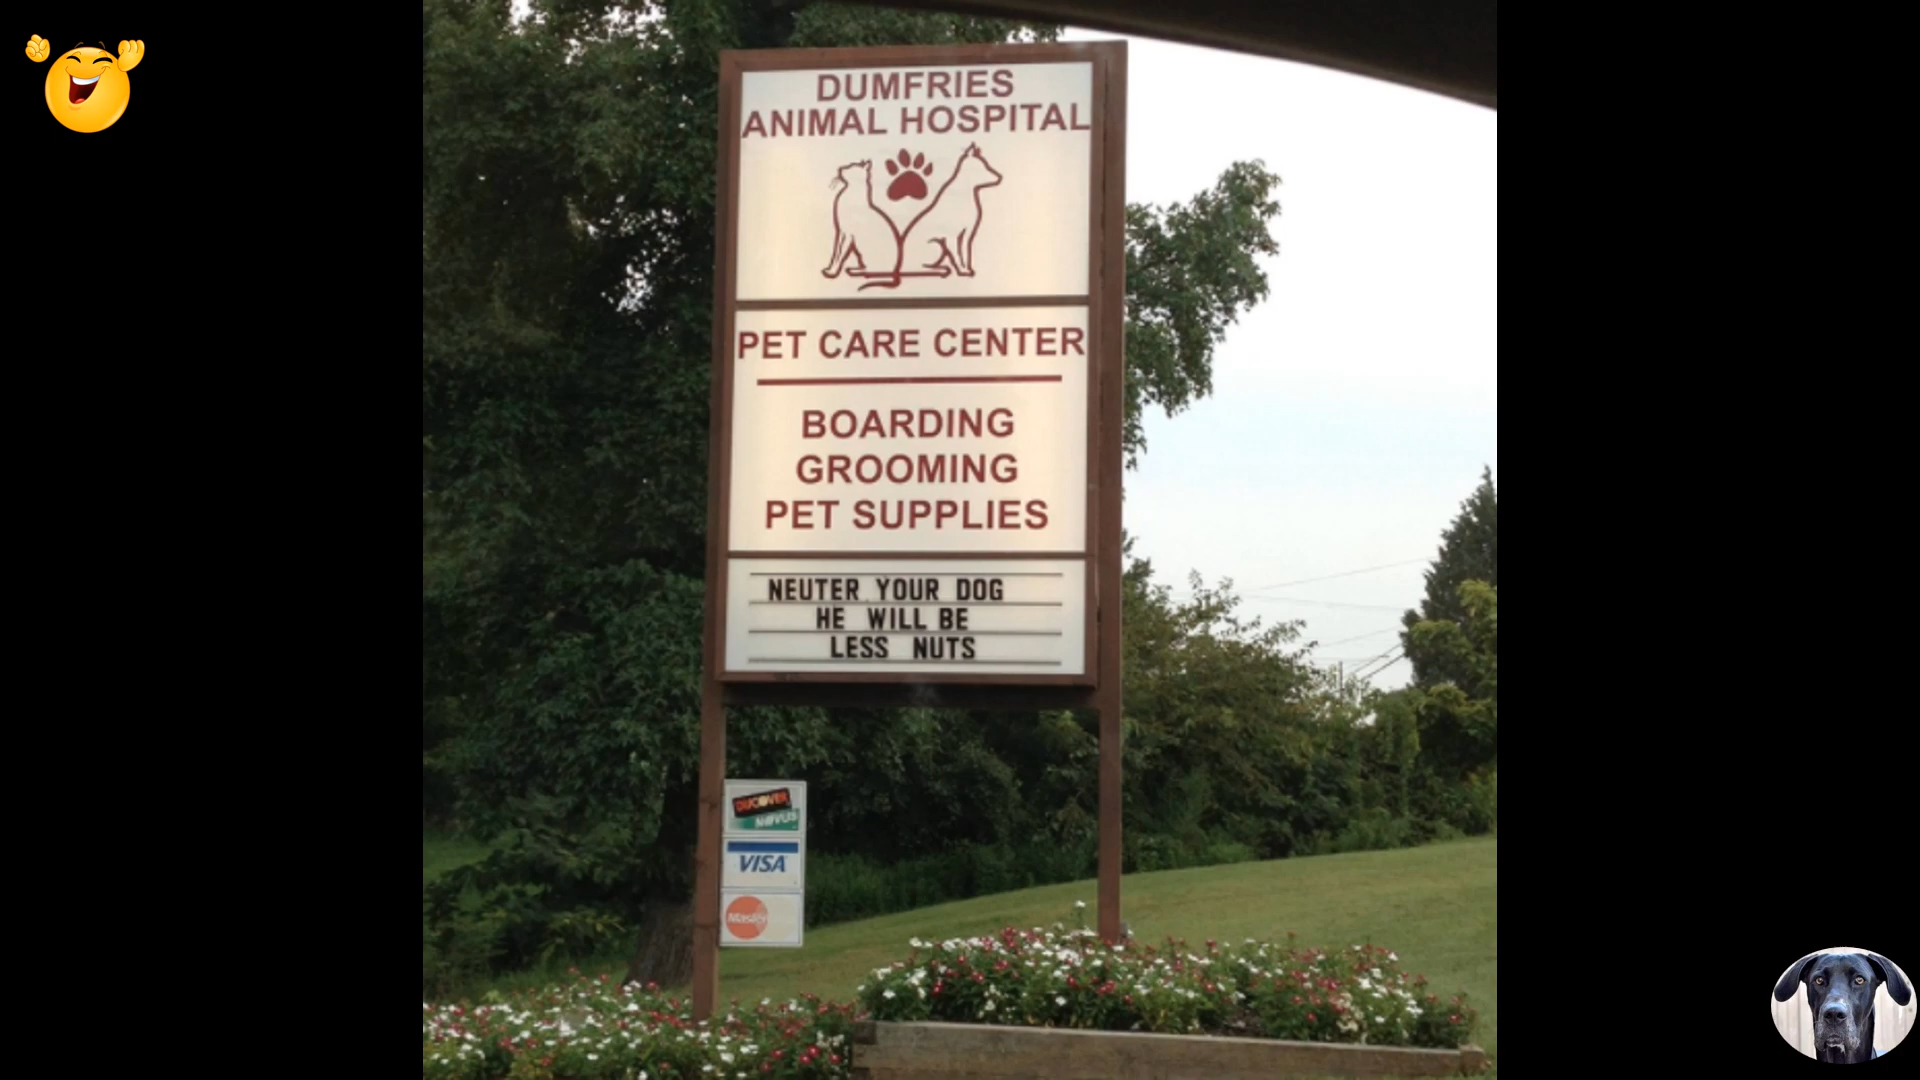 DUMFRIES
ANIMAL HOSPITAL
PET CARE CENTER
BOARDING
GROOMING
PET SUPPLIES
NEUTER YOUR DOG
HE WILL BE
LESS NUTS
DISCOVER
NOVUS
VISA